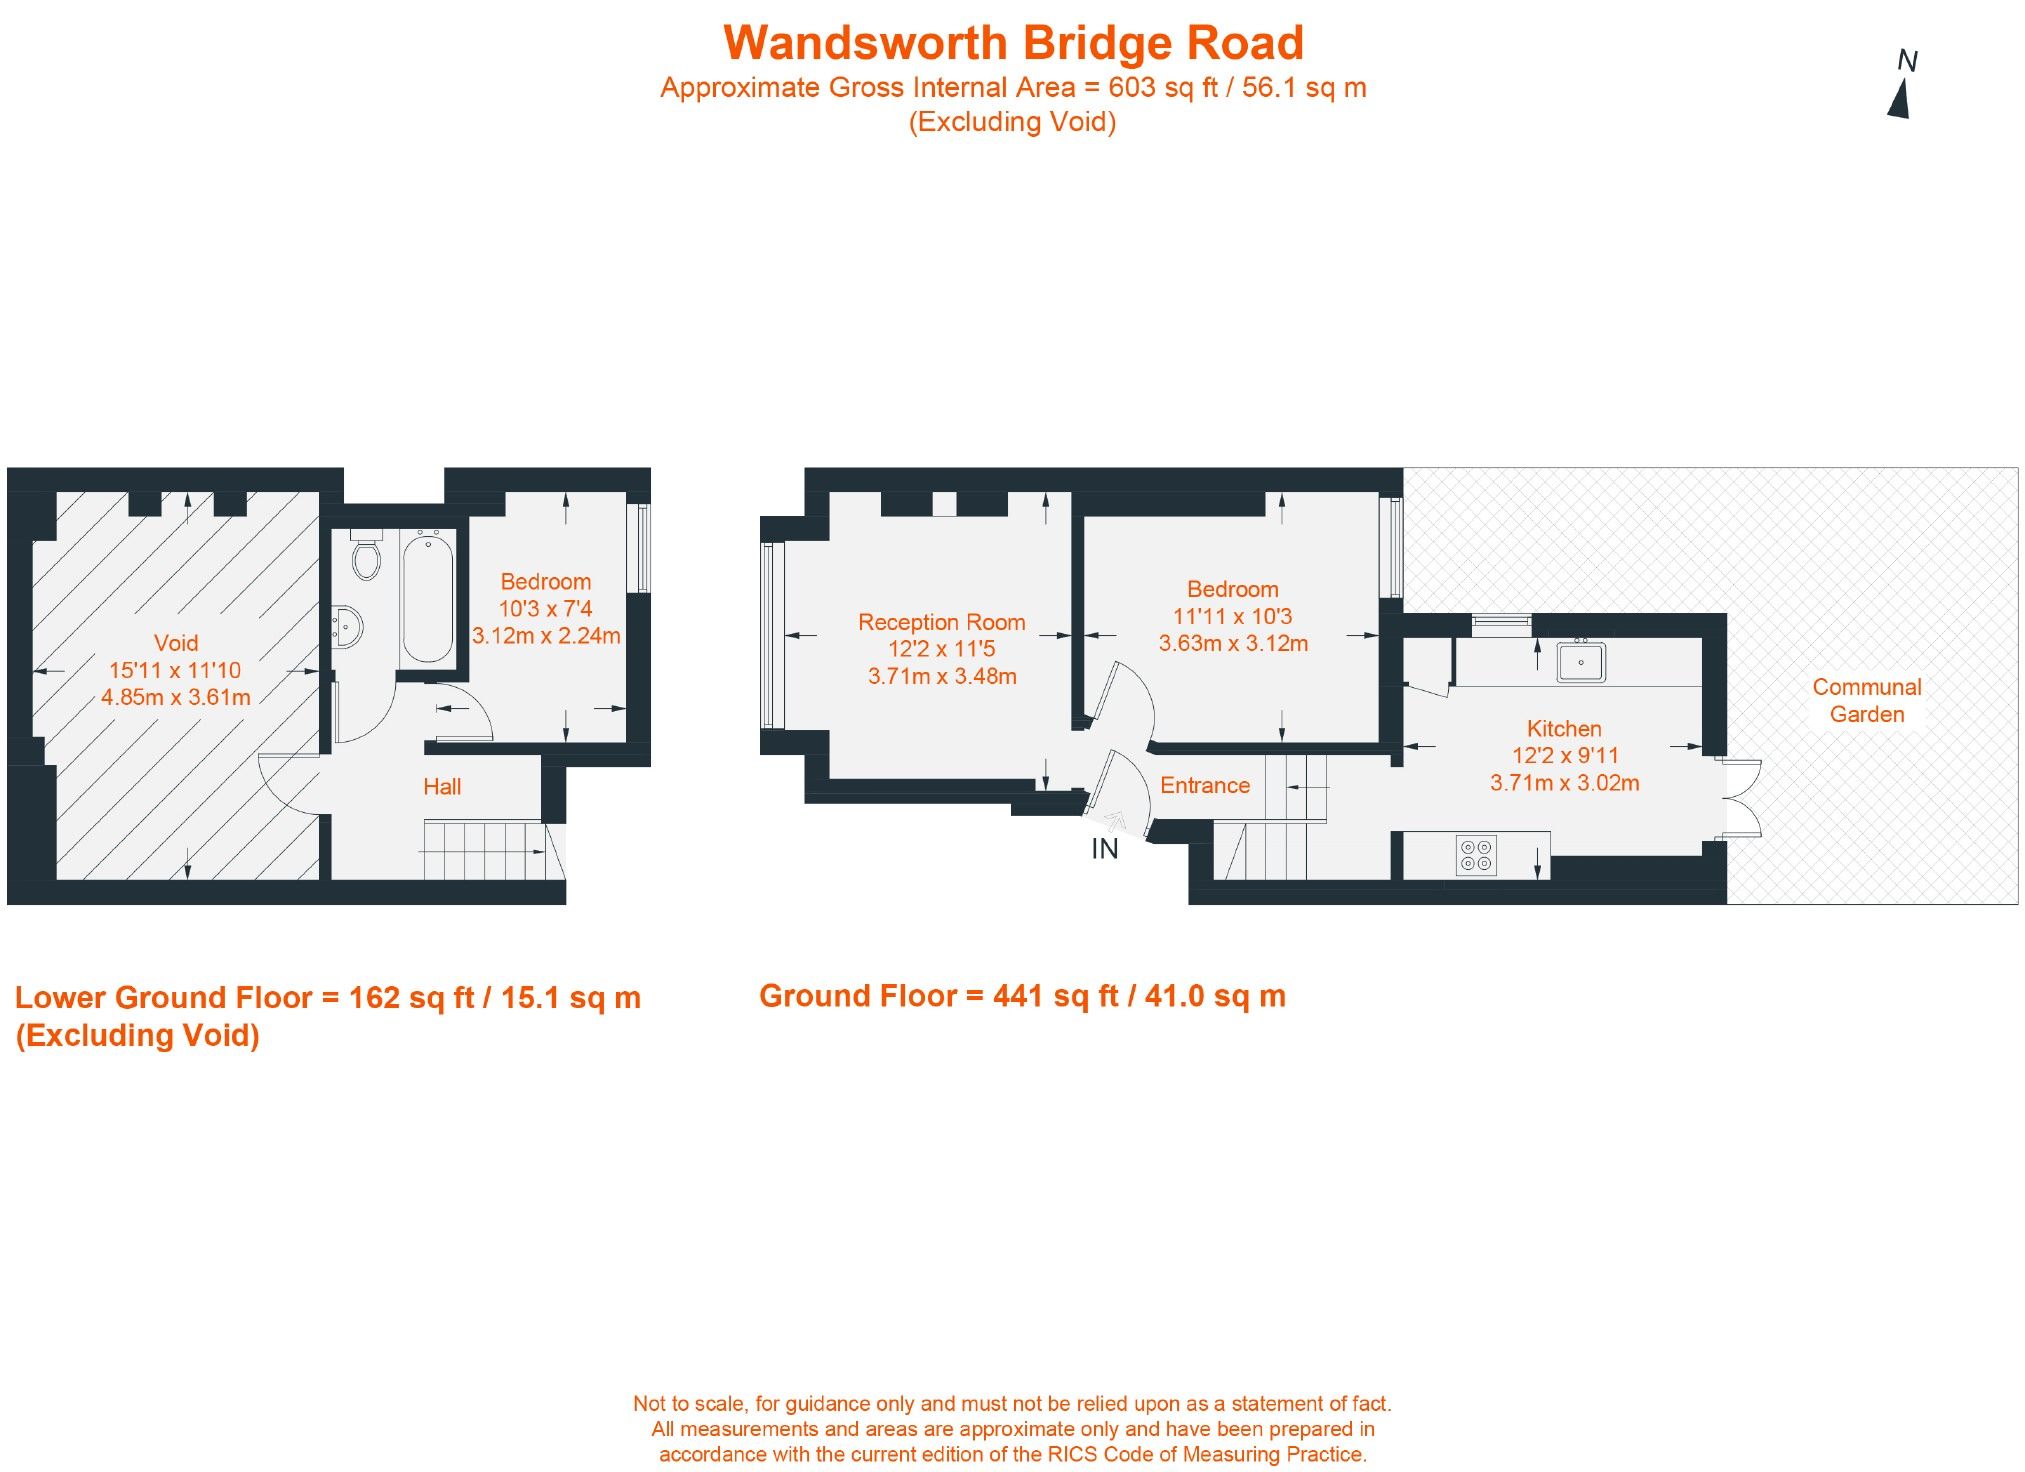 Wandsworth Bridge Road
Approximate Gross Internal Area = 603 sq ft / 56.1 sq m
(Excluding Void)
N
Void
15'11 x 11'10
4.85m x 3.61m
Bedroom
10'3 x 7'4
3.12m x 2.24m
Hall
Reception Room
12'2 x 11'5
3.71m x 3.48m
Bedroom
11'11 x 10'3
3.63m x 3.12m
Entrance
IN
Kitchen
12'2 x 9'11
3.71m x 3.02m
Communal
Garden
Lower Ground Floor = 162 sq ft / 15.1 sq m
(Excluding Void)
Ground Floor = 441 sq ft / 41.0 sq m
Not to scale, for guidance only and must not be relied upon as a statement of fact.
All measurements and areas are approximate only and have been prepared in
accordance with the current edition of the RICS Code of Measuring Practice.